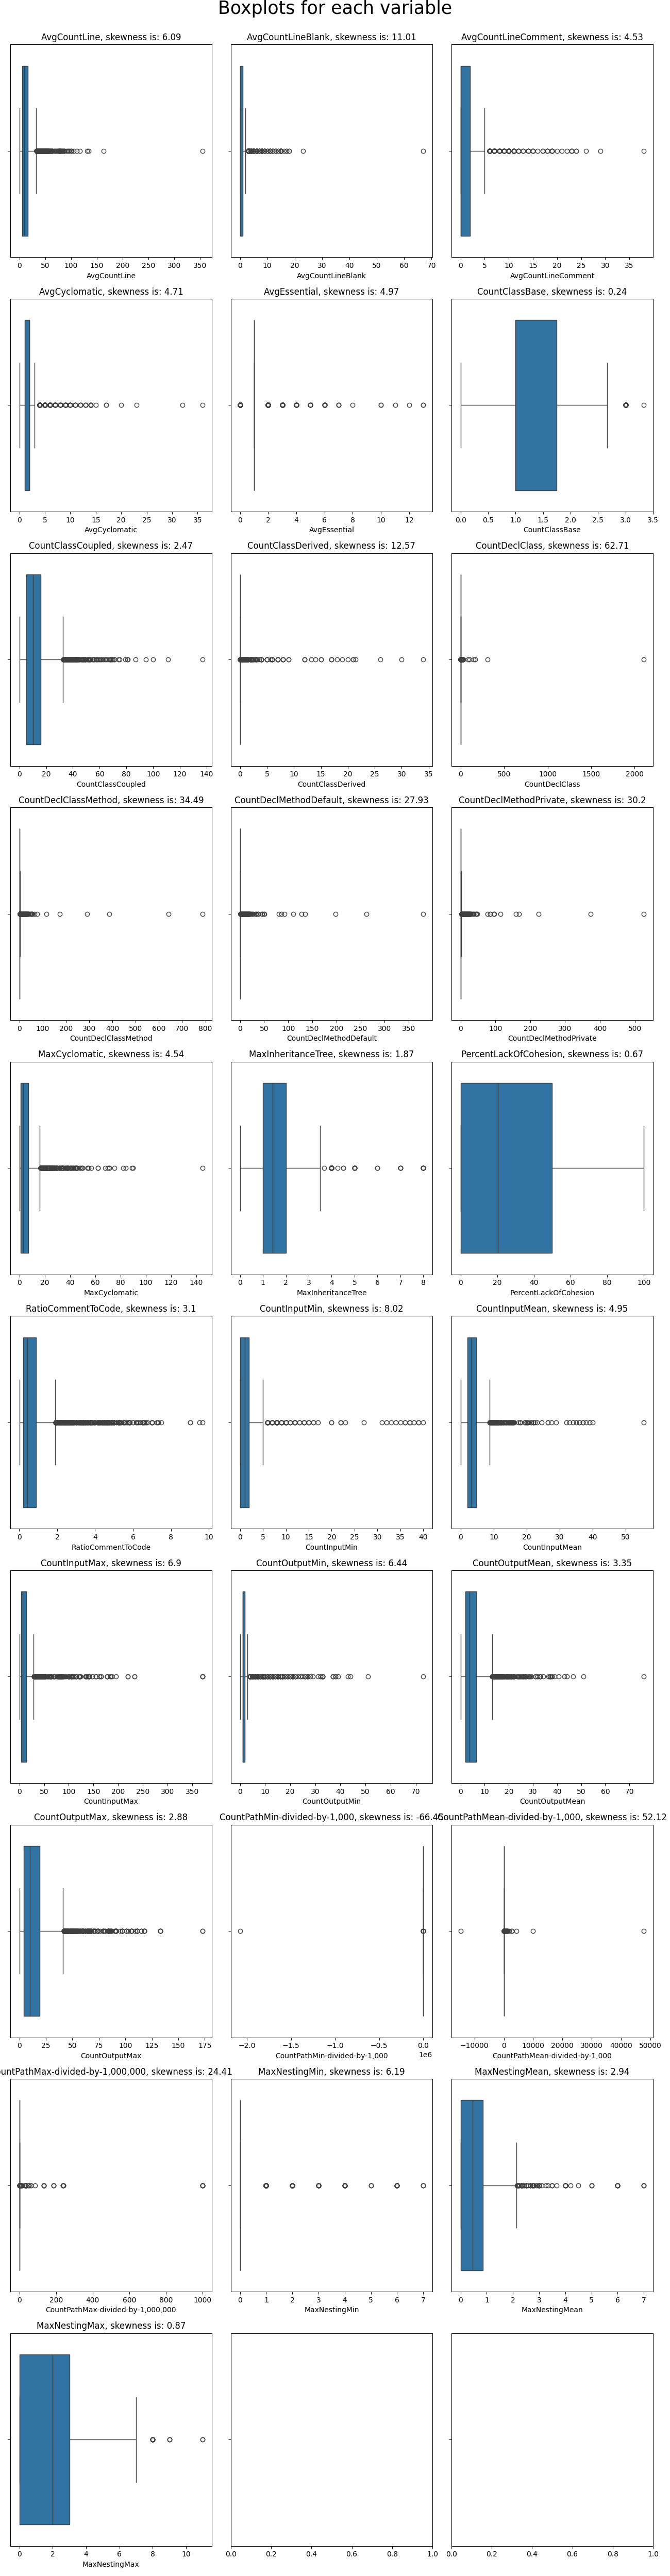 Boxplots for each variable
AvgCountLine, skewness is: 6.09
AvgCountLineBlank, skewness is: 11.01
AvgCountLineComment, skewness is: 4.53
0 50 100 150 200 250 300 350
0 10 20 30 40 50 60 70
0 5 10 15 20 25 30 35
AvgCountLine
AvgCountLineBlank
AvgCountLineComment
AvgCyclomatic, skewness is: 4.71
AvgEssential, skewness is: 4.97
CountClassBase, skewness is: 0.24
0 5 10 15 20 25 30 35
0 2 4 6 8 10 12
0.0 0.5 1.0 1.5 2.0 2.5 3.0 3.5
AvgCyclomatic
AvgEssential
CountClassBase
CountClassCoupled, skewness is: 2.47
CountClassDerived, skewness is: 12.57
CountDeclClass, skewness is: 62.71
0 20 40 60 80 100 120 140
0 5 10 15 20 25 30 35
0 500 1000 1500 2000
CountClassCoupled
CountClassDerived
CountDeclClass
CountDeclClassMethod, skewness is: 34.49
CountDeclMethodDefault, skewness is: 27.93
CountDeclMethodPrivate, skewness is: 30.2
0 100 200 300 400 500 600 700 800
0 50 100 150 200 250 300 350
0 100 200 300 400 500
CountDeclClassMethod
CountDeclMethodDefault
CountDeclMethodPrivate
MaxCyclomatic, skewness is: 4.54
MaxInheritanceTree, skewness is: 1.87
PercentLackOfCohesion, skewness is: 0.67
0 20 40 60 80 100 120 140
0 1 2 3 4 5 6 7 8
0 20 40 60 80 100
MaxCyclomatic
MaxInheritanceTree
PercentLackOfCohesion
RatioCommentToCode, skewness is: 3.1
CountInputMin, skewness is: 8.02
CountInputMean, skewness is: 4.95
0 2 4 6 8 10
0 5 10 15 20 25 30 35 40
0 10 20 30 40 50
RatioCommentToCode
CountInputMin
CountInputMean
CountInputMax, skewness is: 6.9
CountOutputMin, skewness is: 6.44
CountOutputMean, skewness is: 3.35
0 50 100 150 200 250 300 350
0 10 20 30 40 50 60 70
0 10 20 30 40 50 60 70
CountInputMax
CountOutputMin
CountOutputMean
CountOutputMax, skewness is: 2.88
CountPathMin-divided-by-1,000, skewness is: -66.45
CountPathMean-divided-by-1,000, skewness is: 52.12
0 25 50 75 100 125 150 175
−2.0 −1.5 −1.0 −0.5 0.0
1e6
−10000 0 10000 20000 30000 40000 50000
CountOutputMax
CountPathMin-divided-by-1,000
CountPathMean-divided-by-1,000
ountPathMax-divided-by-1,000,000, skewness is: 24.41
MaxNestingMin, skewness is: 6.19
MaxNestingMean, skewness is: 2.94
0 200 400 600 800 1000
0 1 2 3 4 5 6 7
0 1 2 3 4 5 6 7
CountPathMax-divided-by-1,000,000
MaxNestingMin
MaxNestingMean
MaxNestingMax, skewness is: 0.87
0 2 4 6 8 10
0.0 0.2 0.4 0.6 0.8 1.0
0.0 0.2 0.4 0.6 0.8 1.0
MaxNestingMax